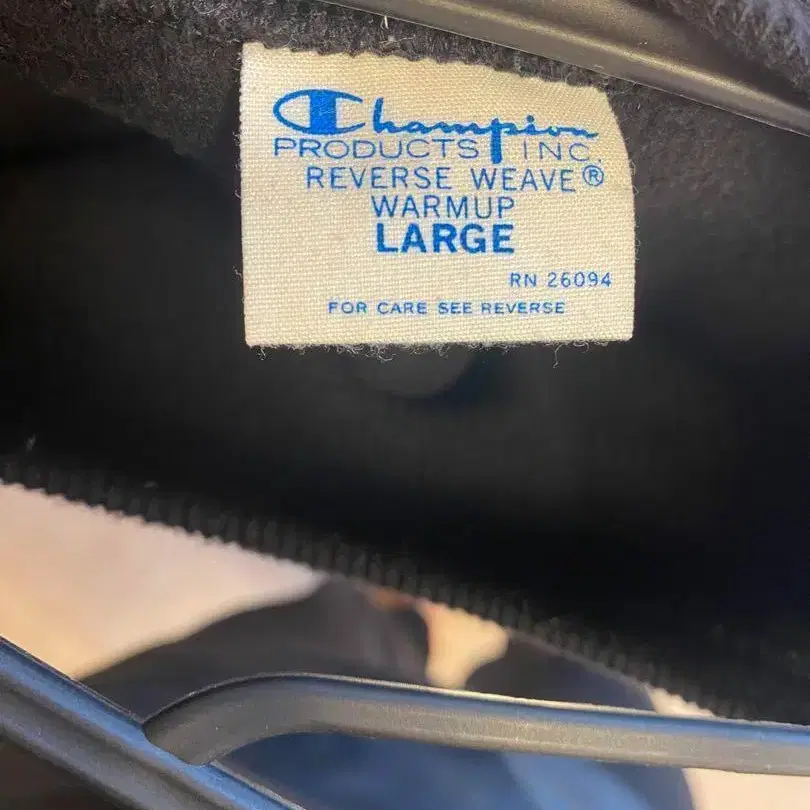 Champion
PRODUCTS INC.
REVERSE WEAVE®
WARMUP
LARGE
RN 26094
FOR CARE SEE REVERSE